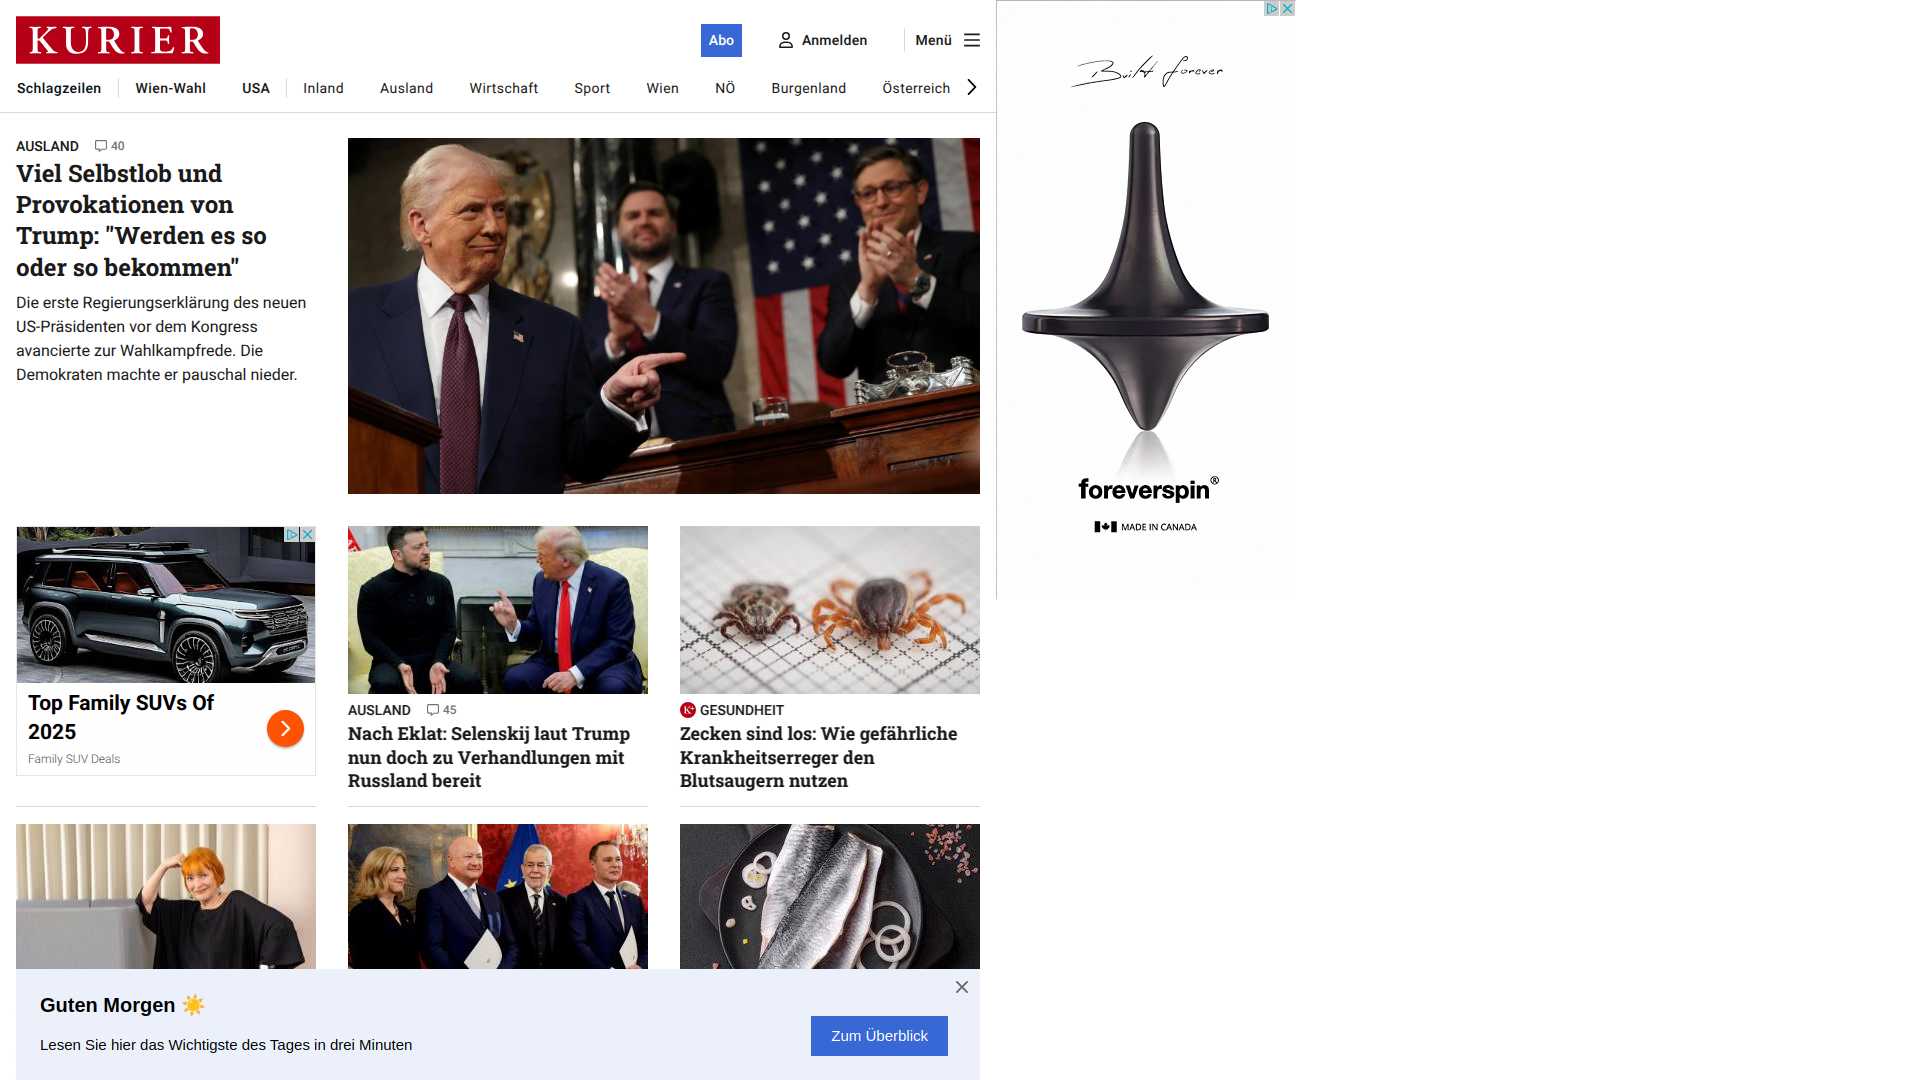 KURIER
Abo
Anmelden
Menü
Schlagzeilen
Wien-Wahl
USA
Inland
Ausland
Wirtschaft
Sport
Wien
NÖ
Burgenland
Österreich
AUSLAND 40
Viel Selbstlob und
Provokationen von
Trump: "Werden es so
oder so bekommen"
Die erste Regierungserklärung des neuen
US-Präsidenten vor dem Kongress
avancierte zur Wahlkampfrede. Die
Demokraten machte er pauschal nieder.
Built forever
foreverspin®
MADE IN CANADA
Top Family SUVs Of
2025
Family SUV Deals
AUSLAND 45
Nach Eklat: Selenskij laut Trump
nun doch zu Verhandlungen mit
Russland bereit
K+ GESUNDHEIT
Zecken sind los: Wie gefährliche
Krankheitserreger den
Blutsaugern nutzen
Guten Morgen ☀️
Lesen Sie hier das Wichtigste des Tages in drei Minuten
Zum Überblick